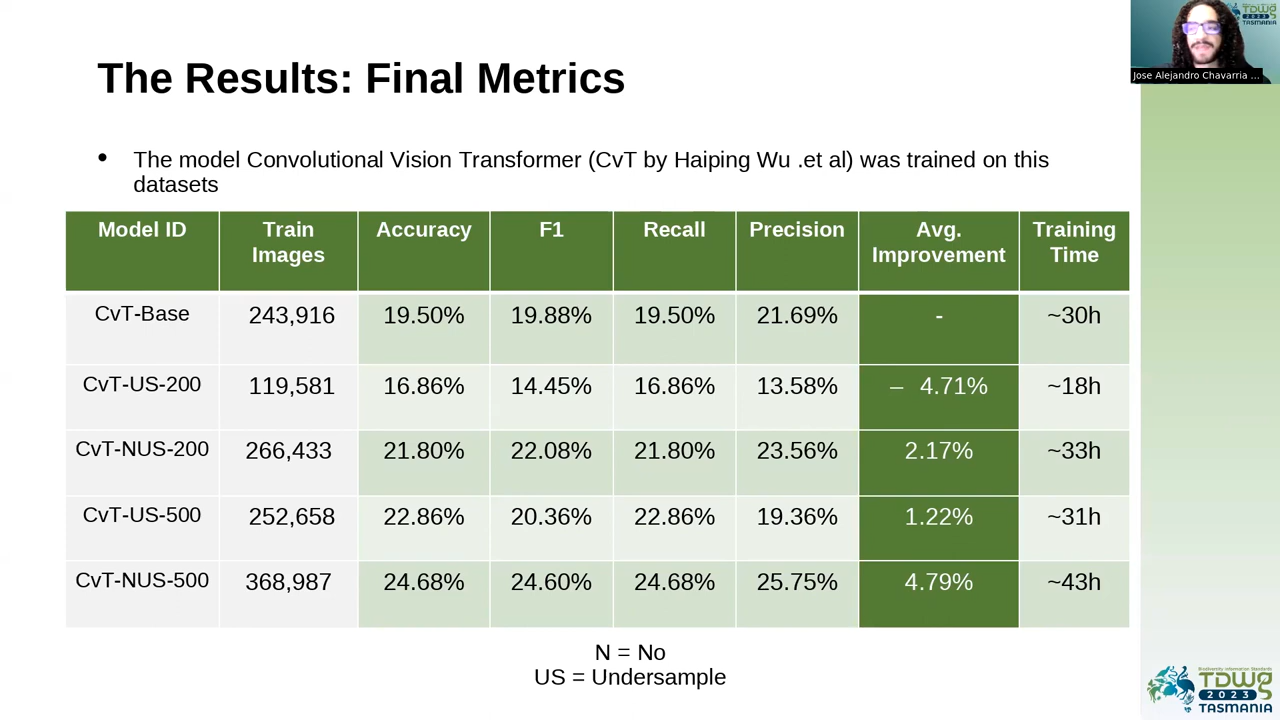 TDWG
2023
TASMANIA
Jose Alejandro Chavarria ...
The Results: Final Metrics
• The model Convolutional Vision Transformer (CvT by Haiping Wu .et al) was trained on this
datasets
Model ID Train Images Accuracy F1 Recall Precision Avg. Improvement Training Time
CvT-Base 243,916 19.50% 19.88% 19.50% 21.69% - ~30h
CvT-US-200 119,581 16.86% 14.45% 16.86% 13.58% – 4.71% ~18h
CvT-NUS-200 266,433 21.80% 22.08% 21.80% 23.56% 2.17% ~33h
CvT-US-500 252,658 22.86% 20.36% 22.86% 19.36% 1.22% ~31h
CvT-NUS-500 368,987 24.68% 24.60% 24.68% 25.75% 4.79% ~43h
N = No
US = Undersample
Biodiversity Information Standards
TDWG
2023
TASMANIA